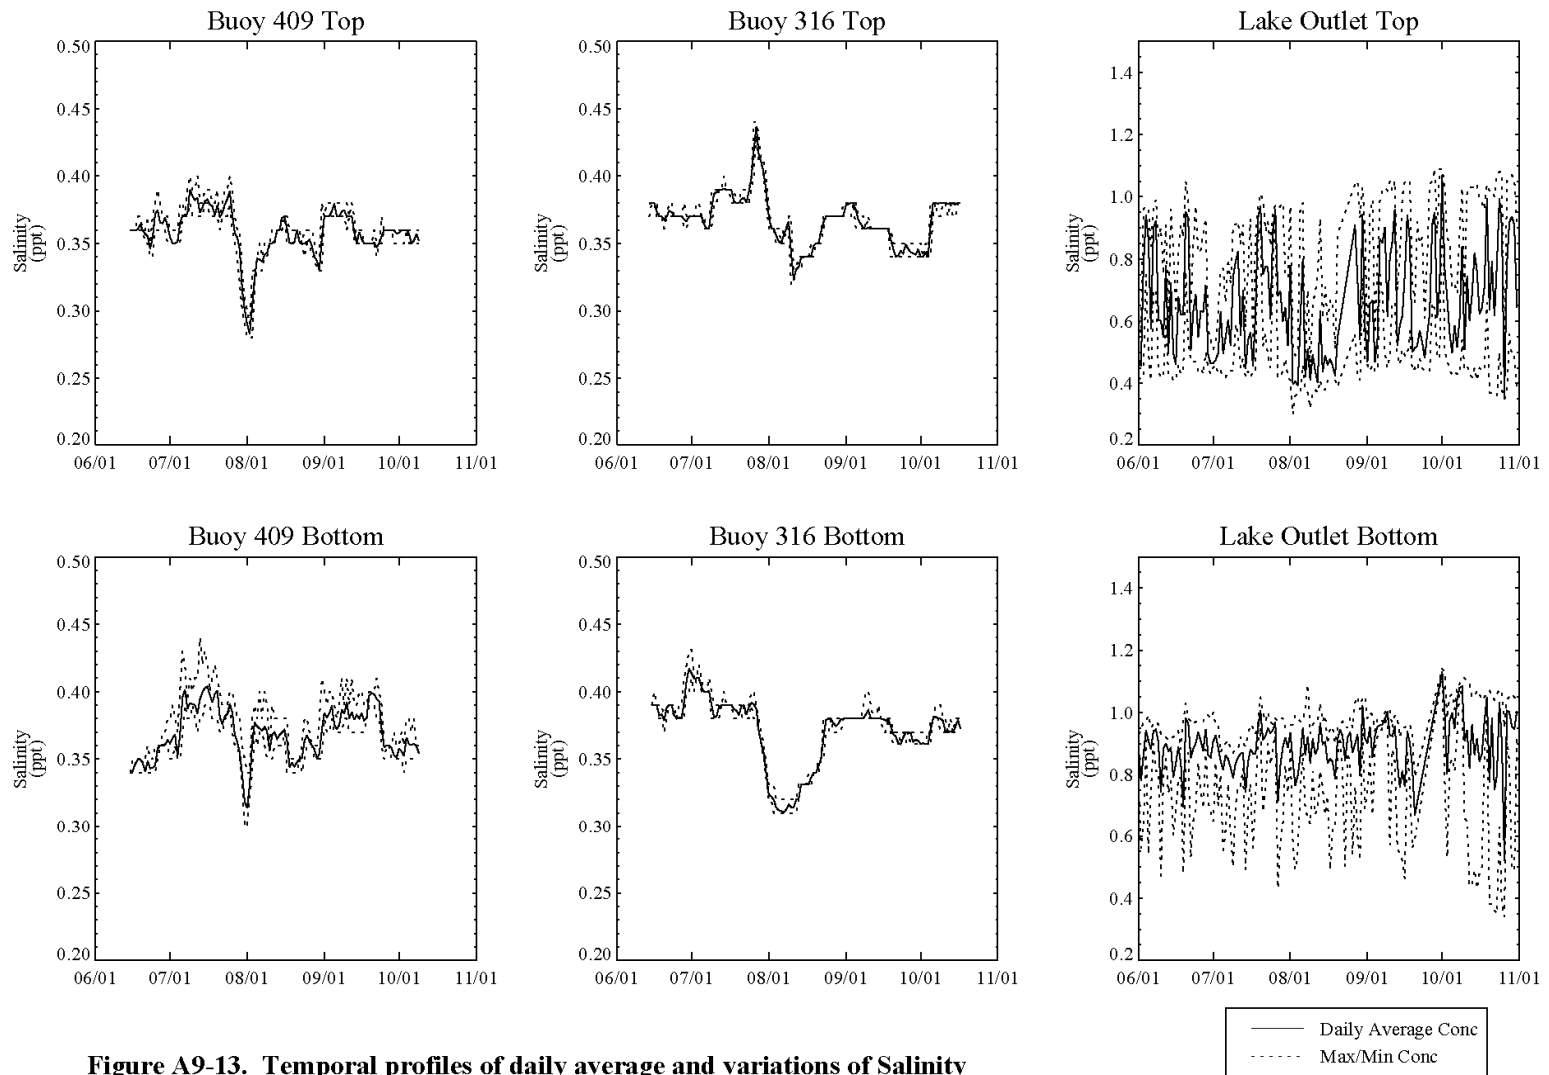 Buoy 409 Top
Buoy 316 Top
Lake Outlet Top
0.50
0.45
0.40
0.35
0.30
0.25
0.20
Salinity
(ppt)
06/01 07/01 08/01 09/01 10/01 11/01
0.50
0.45
0.40
0.35
0.30
0.25
0.20
Salinity
(ppt)
06/01 07/01 08/01 09/01 10/01 11/01
1.4
1.2
1.0
0.8
0.6
0.4
0.2
Salinity
(ppt)
06/01 07/01 08/01 09/01 10/01 11/01
Buoy 409 Bottom
Buoy 316 Bottom
Lake Outlet Bottom
0.50
0.45
0.40
0.35
0.30
0.25
0.20
Salinity
(ppt)
06/01 07/01 08/01 09/01 10/01 11/01
0.50
0.45
0.40
0.35
0.30
0.25
0.20
Salinity
(ppt)
06/01 07/01 08/01 09/01 10/01 11/01
1.4
1.2
1.0
0.8
0.6
0.4
0.2
Salinity
(ppt)
06/01 07/01 08/01 09/01 10/01 11/01
Daily Average Conc
Max/Min Conc
Figure A9-13. Temporal profiles of daily average and variations of Salinity